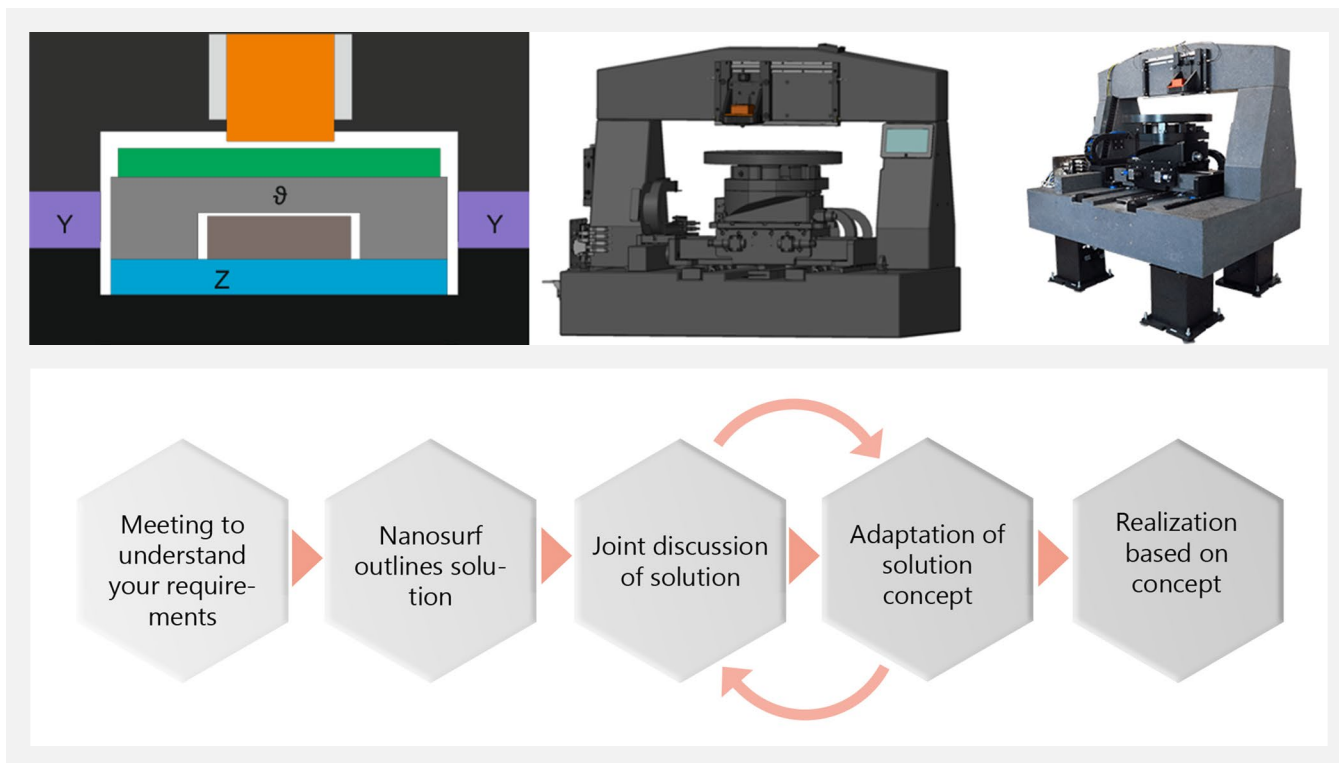 ϑ
Y
Y
Z
Meeting to
understand
your require-
ments
Nanosurf
outlines solu-
tion
Joint discussion
of solution
Adaptation of
solution
concept
Realization
based on
concept